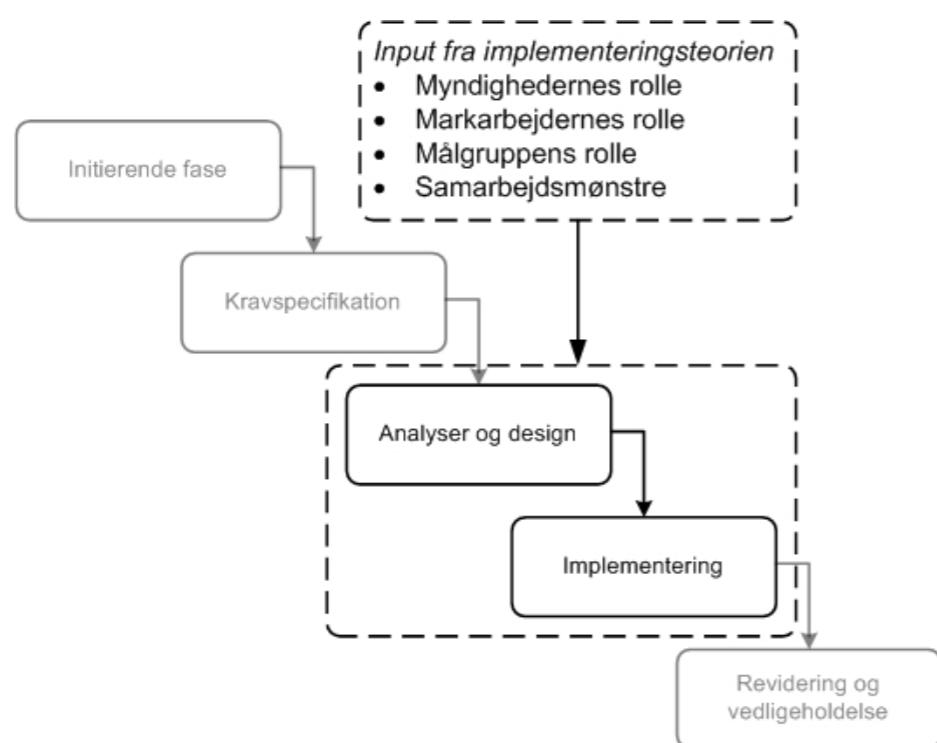 Input fra implementeringsteorien
• Myndighedernes rolle
• Markarbejdernes rolle
• Målgruppens rolle
• Samarbejdsmønstre
Initierende fase
Kravspecifikation
Analyser og design
Implementering
Revidering og
vedligeholdelse